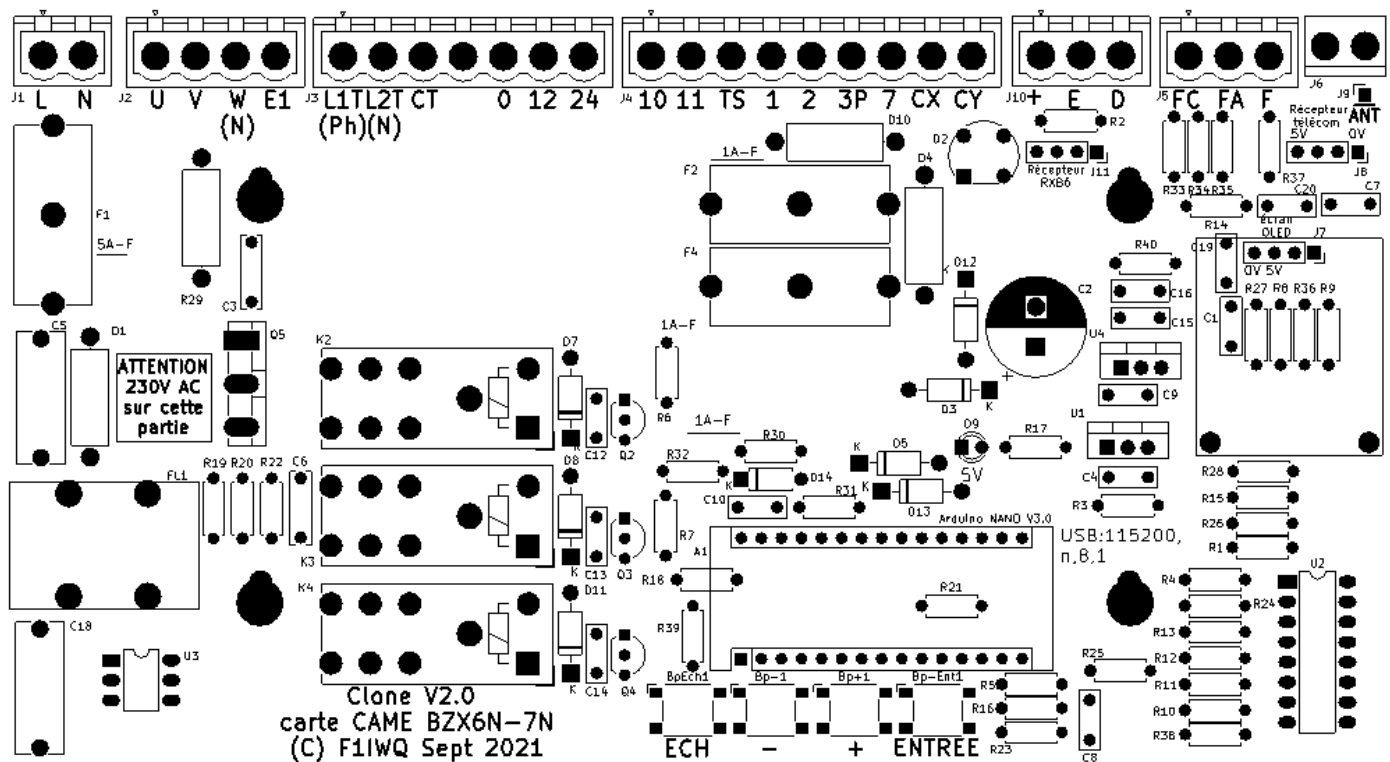 J1 L N
J2 U V W E1
(N)
J3 L1T L2T CT 0 12 24
(Ph)(N)
J4 10 11 TS 1 2 3P 7 CX CY
J10 + E D
J5 FC FA F
J6
J9
ANT
Récepteur
télécom
5V 0V
J8
R2
Récepteur
RXB6
J11
D2
D10
1A-F
F2
D4
F4
F1
5A-F
R29
C3
R33 R34 R35
R37
C20
C7
R14
écran
OLED
J7
0V 5V
C19
R40
C16
C15
C1
R27 R8 R36 R9
K
D12
C2
U4
C5
D1
Q5
ATTENTION
230V AC
sur cette
partie
K2
D7
K
C12
Q2
1A-F
R6
1A-F
+
D3
K
C9
U1
R30
D9
5V
R17
K
D5
K
D13
R32
K
D14
C10
R31
C4
R3
R28
R15
R26
R1
FL1
R19 R20 R22 C6
K3
D8
K
C13
Q3
R7
A1
Arduino NANO V3.0
USB:115200,
n,8,1
R18
R21
R39
K4
D11
K
C14
Q4
R4
R24
R13
R12
R11
R10
R38
U2
R25
C18
U3
R5
R16
R23
C8
BpEch1 Bp-1 Bp+1 Bp-Ent1
ECH - + ENTREE
Clone V2.0
carte CAME BZX6N-7N
(C) F1IWQ Sept 2021